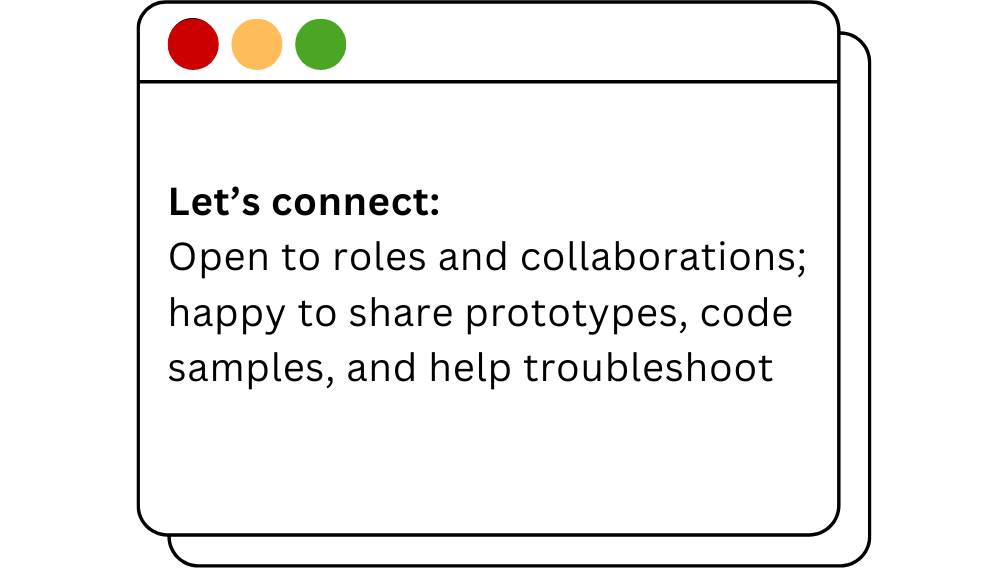 Let’s connect:
Open to roles and collaborations;
happy to share prototypes, code
samples, and help troubleshoot